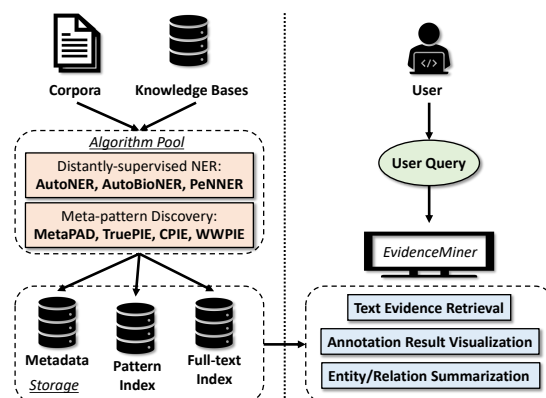 Corpora
Knowledge Bases
Algorithm Pool
Distantly-supervised NER:
AutoNER, AutoBioNER, PeNNER
Meta-pattern Discovery:
MetaPAD, TruePIE, CPIE, WWPIE
Metadata
Pattern
Index
Full-text
Index
Storage
User
</>
User Query
EvidenceMiner
Text Evidence Retrieval
Annotation Result Visualization
Entity/Relation Summarization